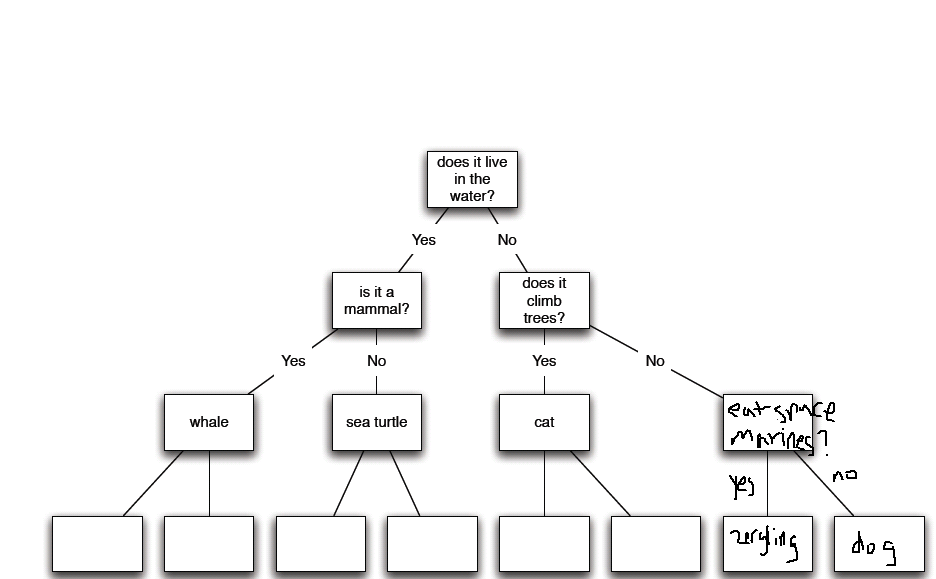 does it live
in the
water?
Yes
No
is it a
mammal?
does it
climb
trees?
Yes
No
Yes
No
whale
sea turtle
cat
eat space
marines?
yes
no
zergling
dog